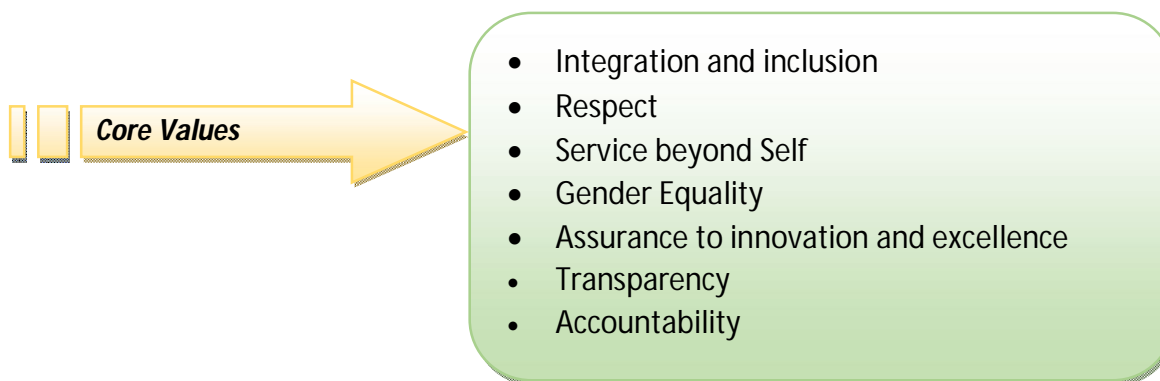 Core Values
• Integration and inclusion
• Respect
• Service beyond Self
• Gender Equality
• Assurance to innovation and excellence
• Transparency
• Accountability